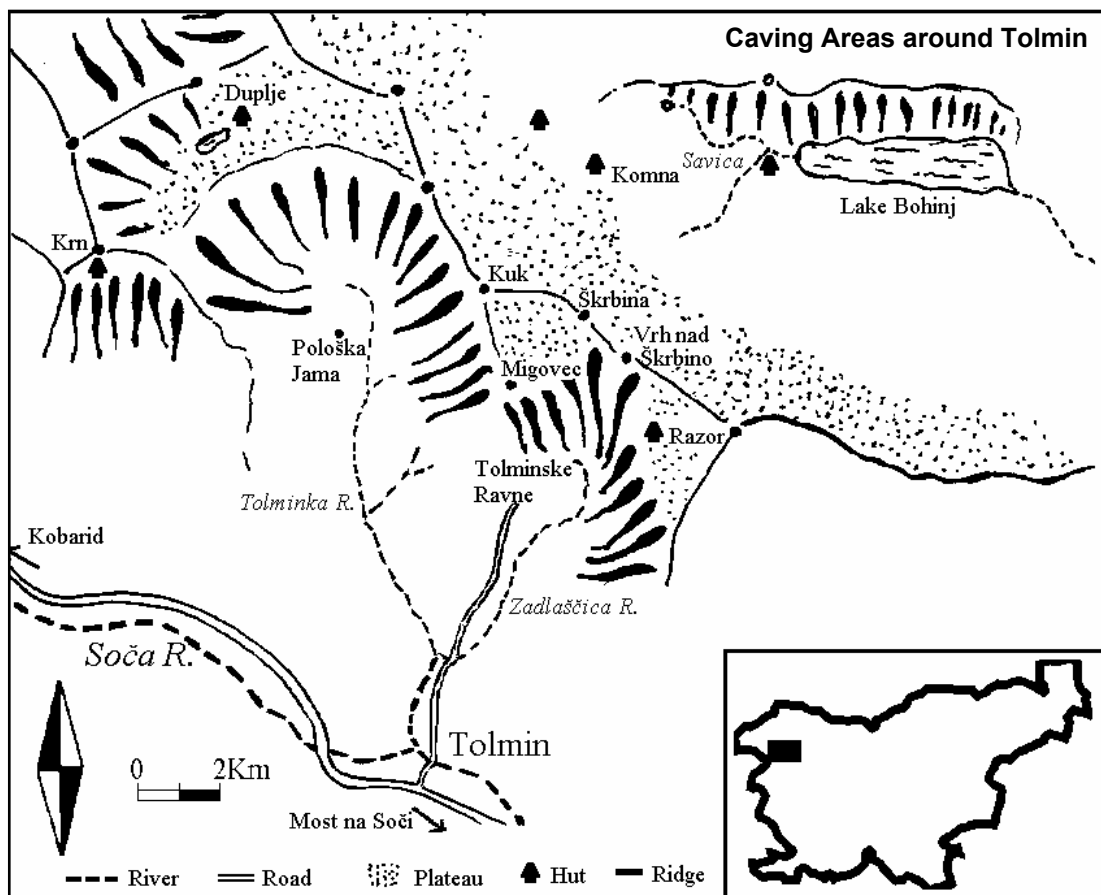 Caving Areas around Tolmin
Duplje
Savica
Komna
Lake Bohinj
Krn
Kuk
Škrbina
Pološka
Jama
Vrh nad
Škrbino
Migovec
Razor
Tolminske
Ravne
Tolminka R.
Kobarid
Zadlaščica R.
Soča R.
Tolmin
0 2Km
Most na Soči
River Road Plateau Hut Ridge